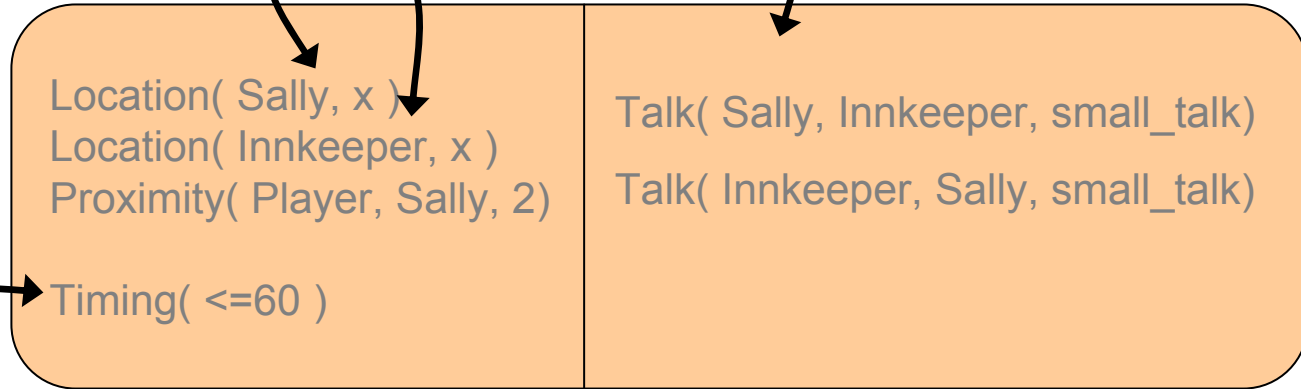 Location( Sally, x )
Location( Innkeeper, x )
Proximity( Player, Sally, 2)
Timing( <=60 )
Talk( Sally, Innkeeper, small_talk)
Talk( Innkeeper, Sally, small_talk)